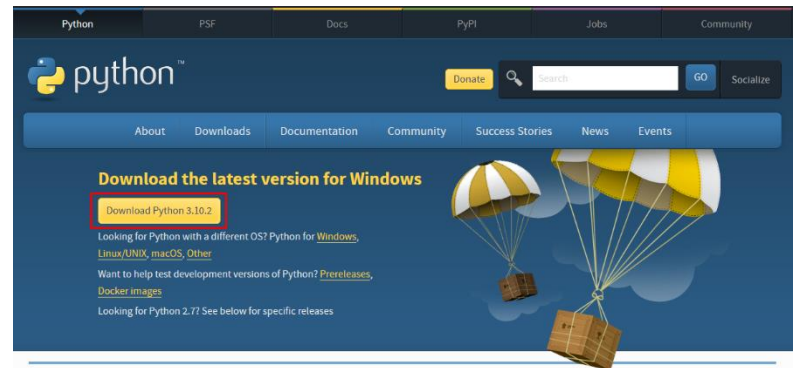 Python PSF Docs PyPI Jobs Community
python™
Donate Search GO Socialize
About Downloads Documentation Community Success Stories News Events
Download the latest version for Windows
Download Python 3.10.2
Looking for Python with a different OS? Python for Windows,
Linux/UNIX, macOS, Other
Want to help test development versions of Python? Prereleases,
Docker images
Looking for Python 2.7? See below for specific releases